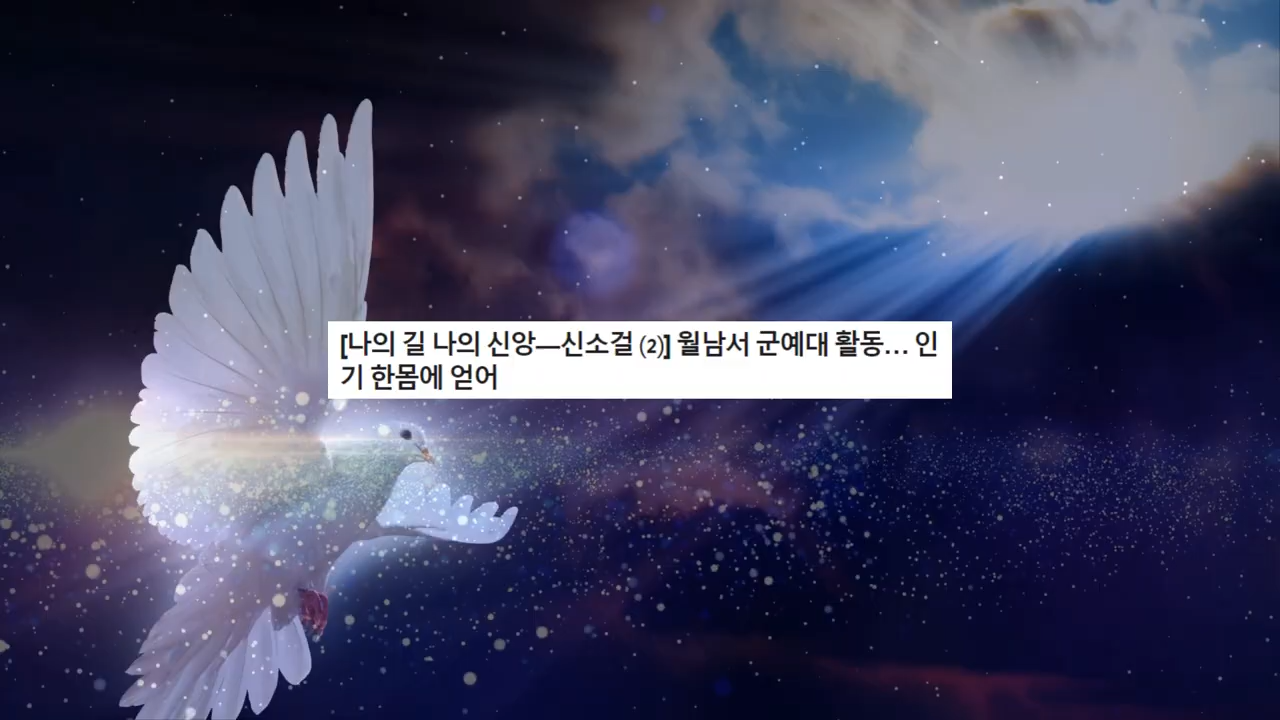 [나의 길 나의 신앙—신소걸 ⑵] 월남서 군예대 활동… 인
기 한몸에 얻어